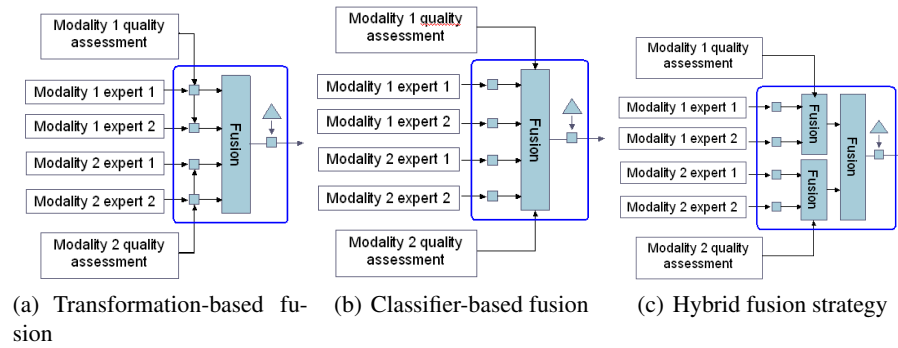 Modality 1 quality
assessment
Modality 1 expert 1
Modality 1 expert 2
Modality 2 expert 1
Modality 2 expert 2
Fusion
Modality 2 quality
assessment
(a) Transformation-based fu-
sion
Modality 1 quality
assessment
Modality 1 expert 1
Modality 1 expert 2
Modality 2 expert 1
Modality 2 expert 2
Fusion
Modality 2 quality
assessment
(b) Classifier-based fusion
Modality 1 quality
assessment
Modality 1 expert 1
Modality 1 expert 2
Modality 2 expert 1
Modality 2 expert 2
Fusion
Fusion
Fusion
Modality 2 quality
assessment
(c) Hybrid fusion strategy